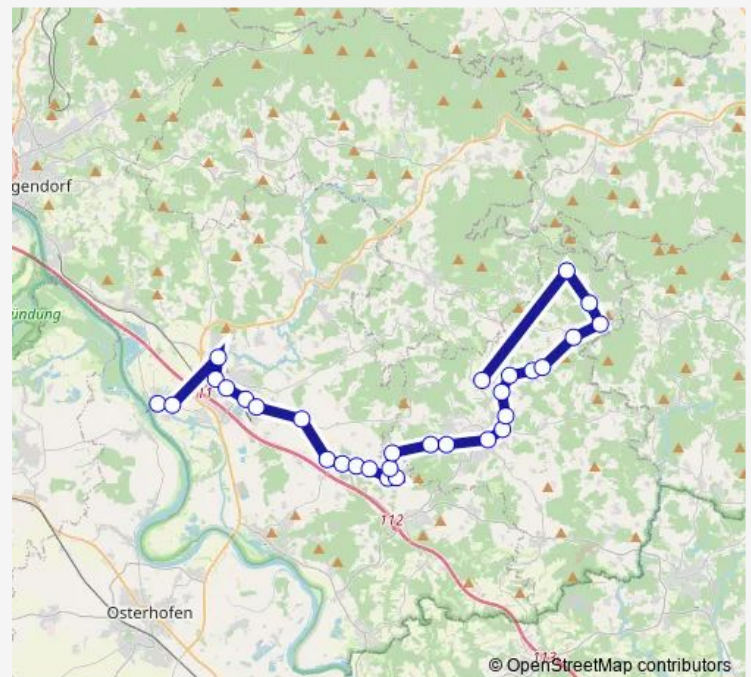 gendorf
ündung
11
112
Osterhofen
113
© OpenStreetMap contributors